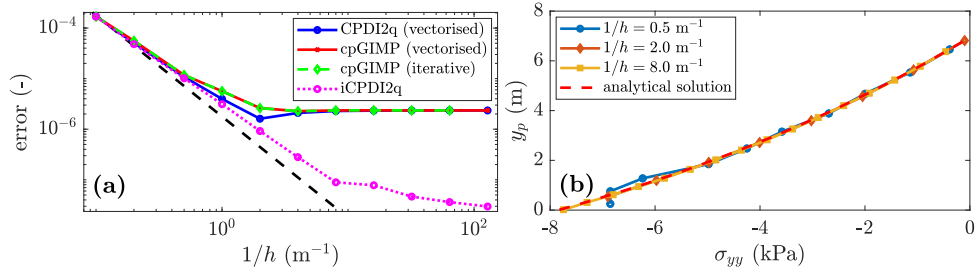 10^-4
10^-6
error (-)
CPDI2q (vectorised)
cpGIMP (vectorised)
cpGIMP (iterative)
iCPDI2q
(a)
10^0
10^1
10^2
1/h (m^-1)
8
6
4
2
0
y_p (m)
1/h = 0.5 m^-1
1/h = 2.0 m^-1
1/h = 8.0 m^-1
analytical solution
(b)
-8
-6
-4
-2
0
σ_yy (kPa)